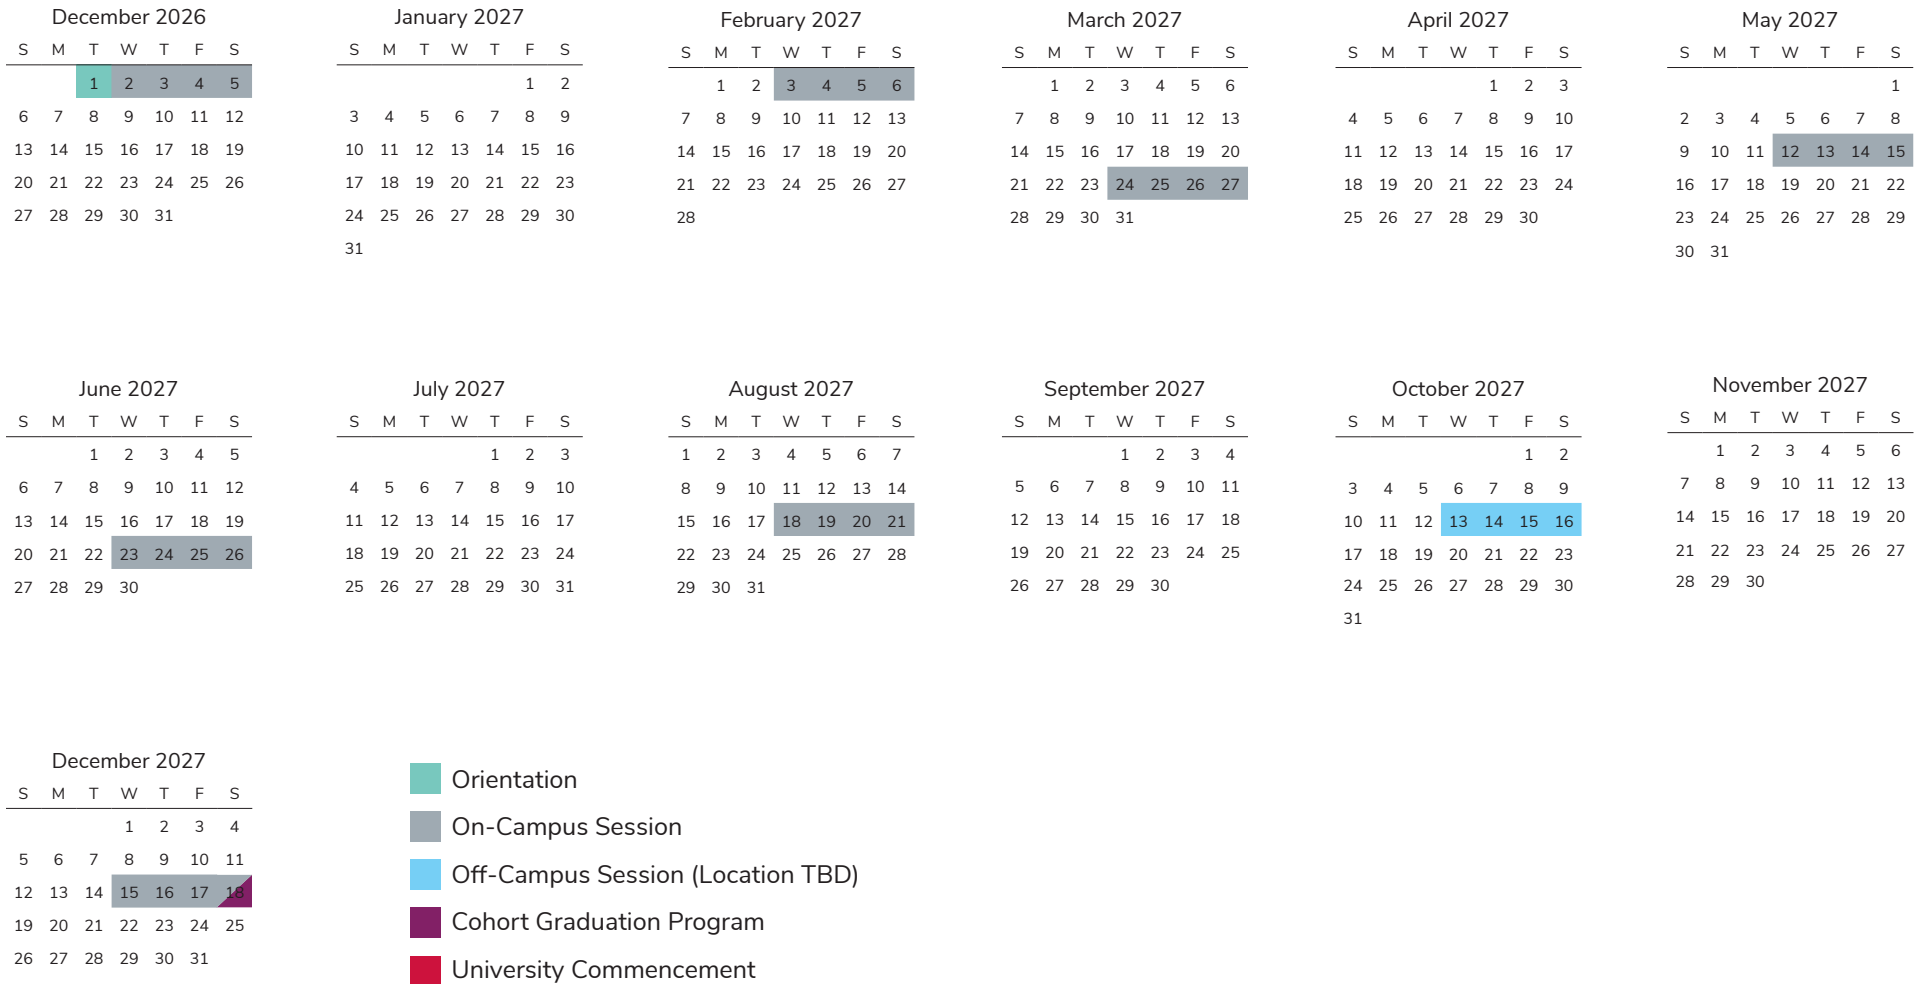 December 2026
S M T W T F S
1 2 3 4 5
6 7 8 9 10 11 12
13 14 15 16 17 18 19
20 21 22 23 24 25 26
27 28 29 30 31
January 2027
S M T W T F S
1 2
3 4 5 6 7 8 9
10 11 12 13 14 15 16
17 18 19 20 21 22 23
24 25 26 27 28 29 30
31
February 2027
S M T W T F S
1 2 3 4 5 6
7 8 9 10 11 12 13
14 15 16 17 18 19 20
21 22 23 24 25 26 27
28
March 2027
S M T W T F S
1 2 3 4 5 6
7 8 9 10 11 12 13
14 15 16 17 18 19 20
21 22 23 24 25 26 27
28 29 30 31
April 2027
S M T W T F S
1 2 3
4 5 6 7 8 9 10
11 12 13 14 15 16 17
18 19 20 21 22 23 24
25 26 27 28 29 30
May 2027
S M T W T F S
1
2 3 4 5 6 7 8
9 10 11 12 13 14 15
16 17 18 19 20 21 22
23 24 25 26 27 28 29
30 31
June 2027
S M T W T F S
1 2 3 4 5
6 7 8 9 10 11 12
13 14 15 16 17 18 19
20 21 22 23 24 25 26
27 28 29 30
July 2027
S M T W T F S
1 2 3
4 5 6 7 8 9 10
11 12 13 14 15 16 17
18 19 20 21 22 23 24
25 26 27 28 29 30 31
August 2027
S M T W T F S
1 2 3 4 5 6 7
8 9 10 11 12 13 14
15 16 17 18 19 20 21
22 23 24 25 26 27 28
29 30 31
September 2027
S M T W T F S
1 2 3 4
5 6 7 8 9 10 11
12 13 14 15 16 17 18
19 20 21 22 23 24 25
26 27 28 29 30
October 2027
S M T W T F S
1 2
3 4 5 6 7 8 9
10 11 12 13 14 15 16
17 18 19 20 21 22 23
24 25 26 27 28 29 30
31
November 2027
S M T W T F S
1 2 3 4 5 6
7 8 9 10 11 12 13
14 15 16 17 18 19 20
21 22 23 24 25 26 27
28 29 30
December 2027
S M T W T F S
1 2 3 4
5 6 7 8 9 10 11
12 13 14 15 16 17 18
19 20 21 22 23 24 25
26 27 28 29 30 31
Orientation
On-Campus Session
Off-Campus Session (Location TBD)
Cohort Graduation Program
University Commencement